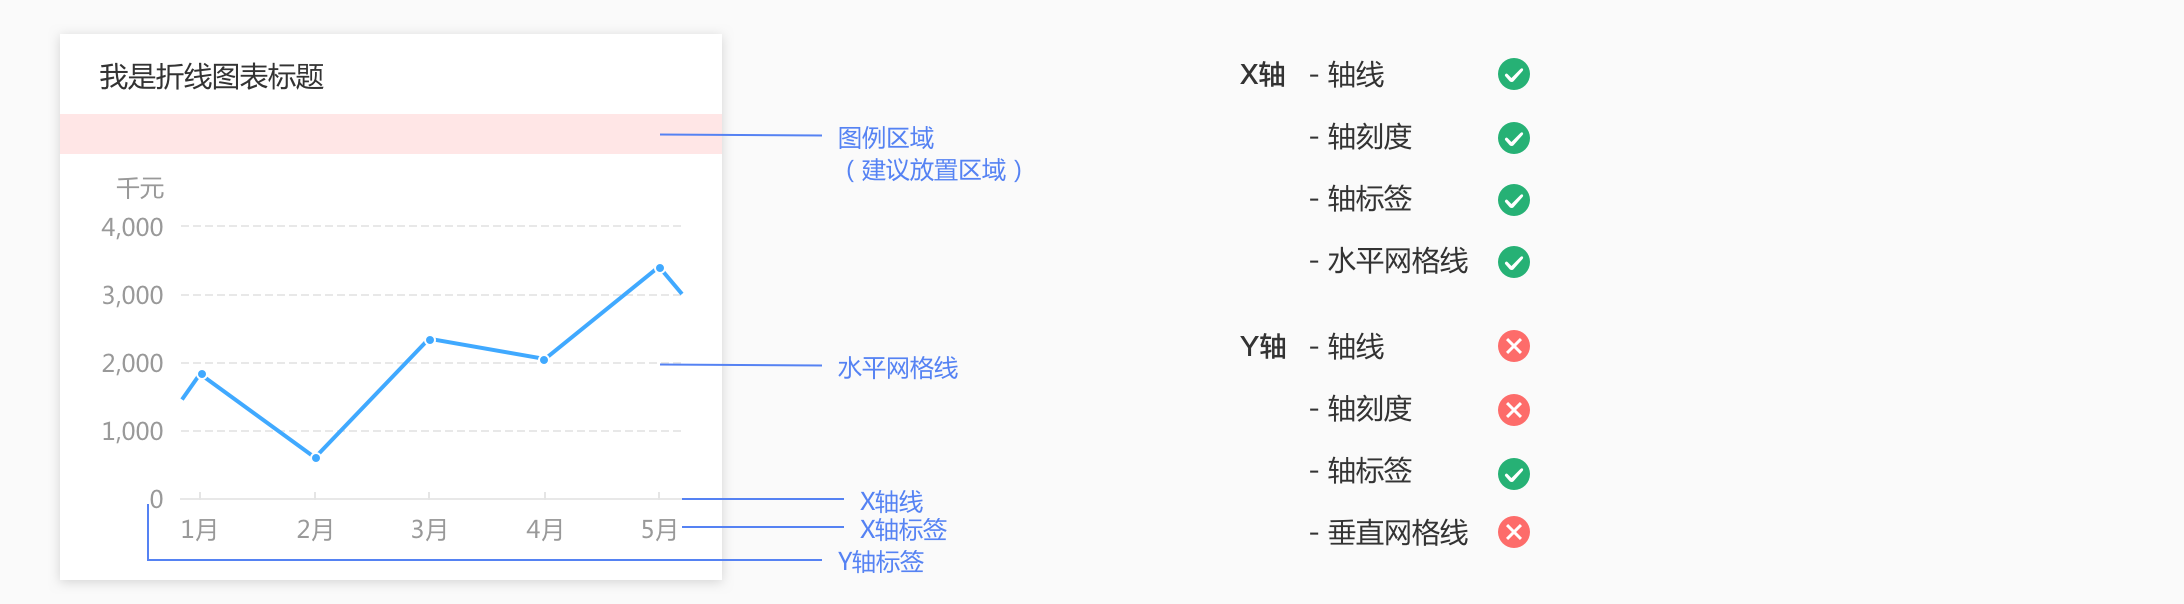 我是折线图表标题
图例区域
（建议放置区域）
千元
4,000
3,000
2,000
水平网格线
1,000
0
X轴线
1月 2月 3月 4月 5月
X轴标签
Y轴标签
X轴 - 轴线
- 轴刻度
- 轴标签
- 水平网格线
Y轴 - 轴线
- 轴刻度
- 轴标签
- 垂直网格线